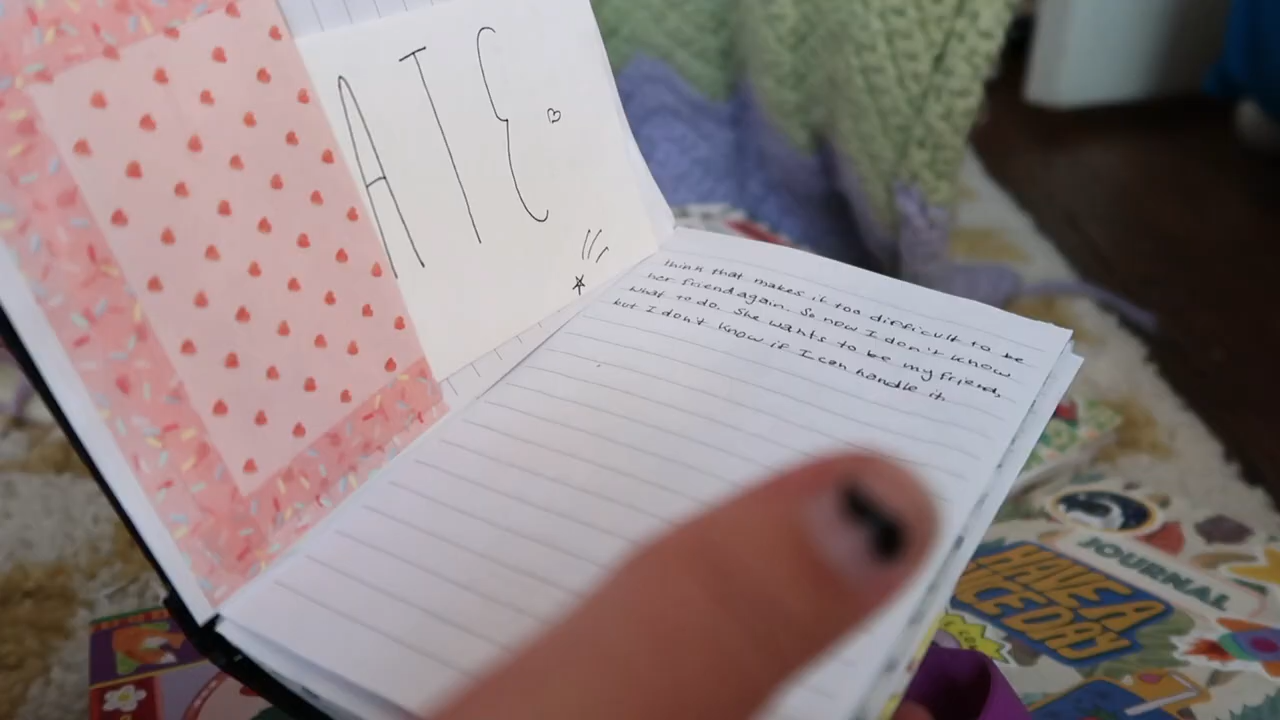 ATE.
think that makes it too difficult to be
her friend again. So now I don't know
what to do. She wants to be my friend,
but I don't know if I can handle it.
JOURNAL
HAVE A
NICE DAY